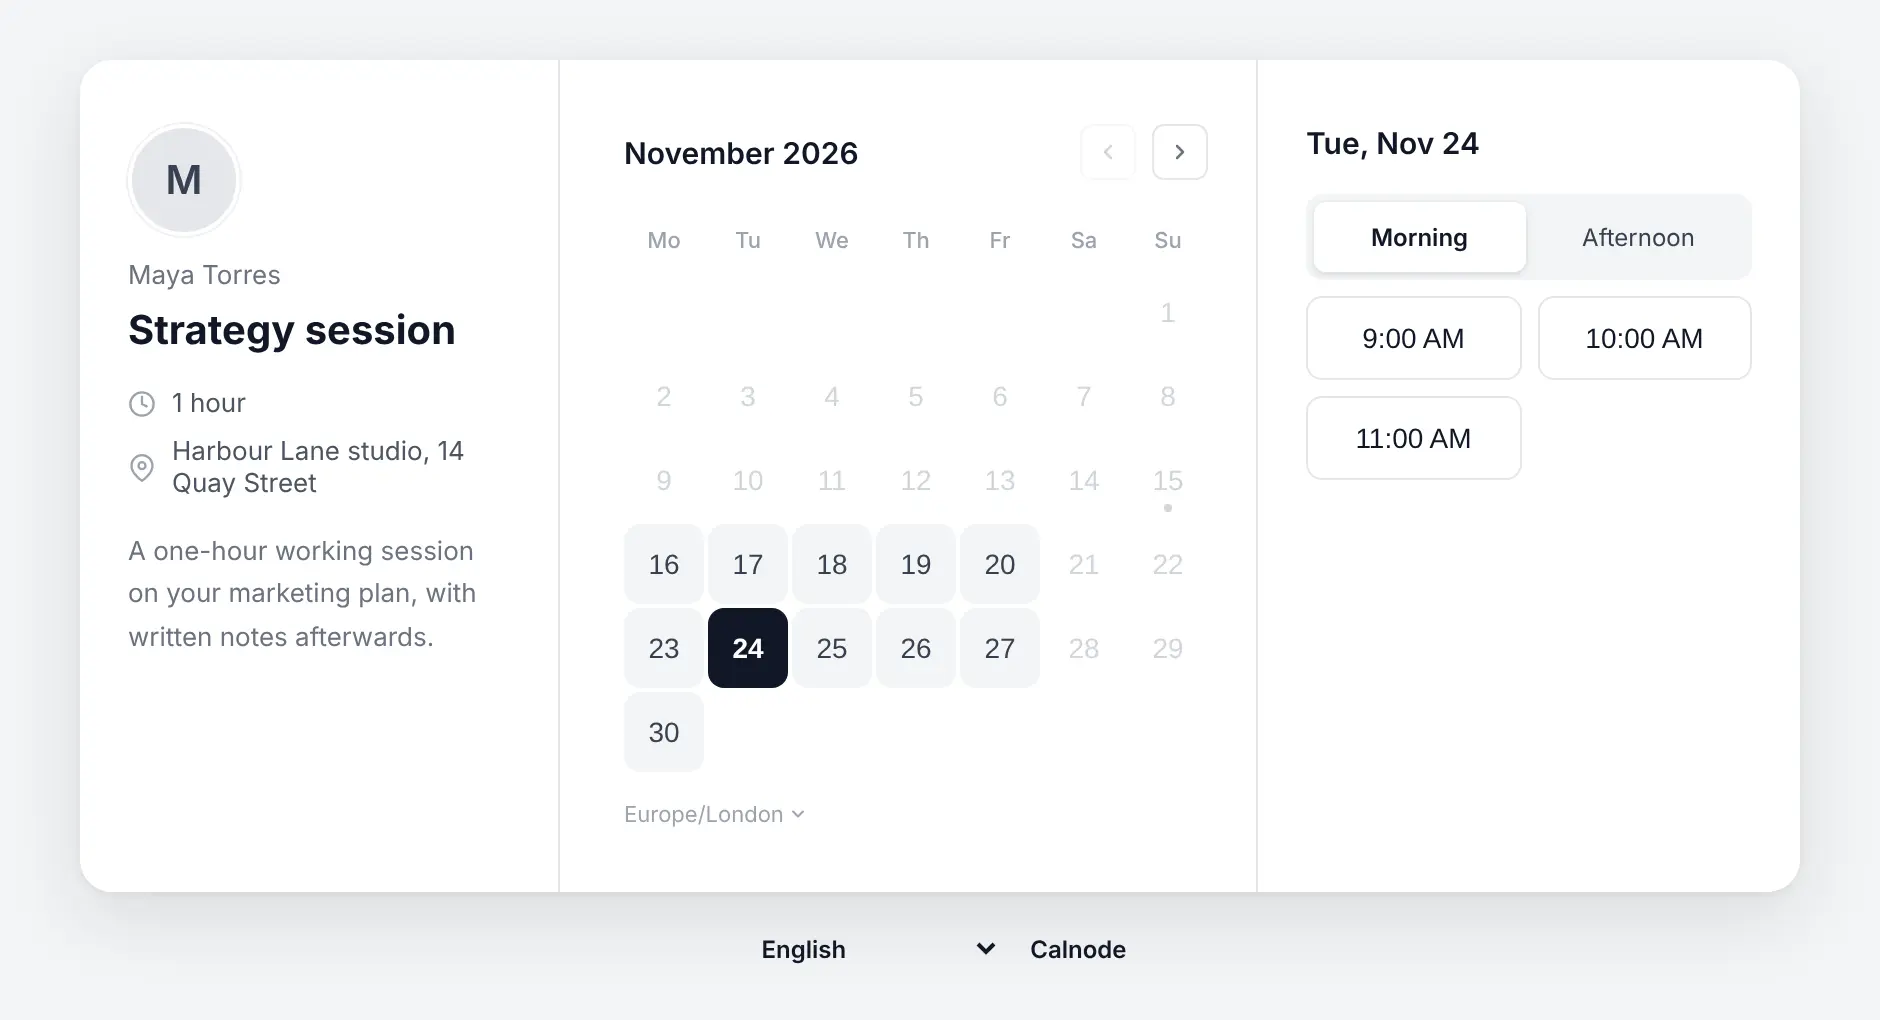 M
Maya Torres
Strategy session
1 hour
Harbour Lane studio, 14
Quay Street
A one-hour working session
on your marketing plan, with
written notes afterwards.
November 2026
Mo Tu We Th Fr Sa Su
1
2 3 4 5 6 7 8
9 10 11 12 13 14 15
16 17 18 19 20 21 22
23 24 25 26 27 28 29
30
Europe/London
Tue, Nov 24
Morning Afternoon
9:00 AM 10:00 AM
11:00 AM
English Calnode